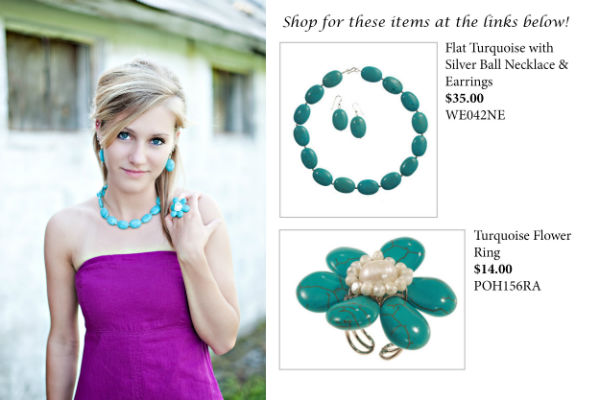 Shop for these items at the links below!
Flat Turquoise with
Silver Ball Necklace &
Earrings
$35.00
WE042NE
Turquoise Flower
Ring
$14.00
POH156RA